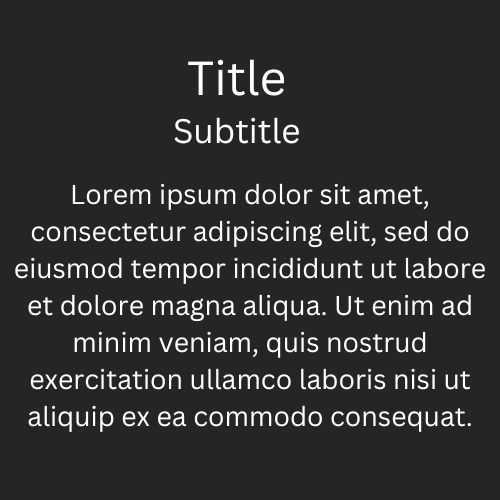 Title
Subtitle
Lorem ipsum dolor sit amet,
consectetur adipiscing elit, sed do
eiusmod tempor incididunt ut labore
et dolore magna aliqua. Ut enim ad
minim veniam, quis nostrud
exercitation ullamco laboris nisi ut
aliquip ex ea commodo consequat.